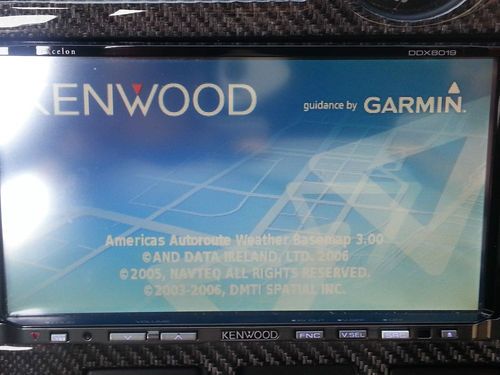 DDX8019
KENWOOD
guidance by GARMIN.
Americas Autoroute Weather Basemap 3.00
©AND DATA IRELAND, LTD. 2006
©2005, NAVTEQ ALL RIGHTS RESERVED.
©2003-2006, DMTI SPATIAL INC.
KENWOOD FNC V.SEL